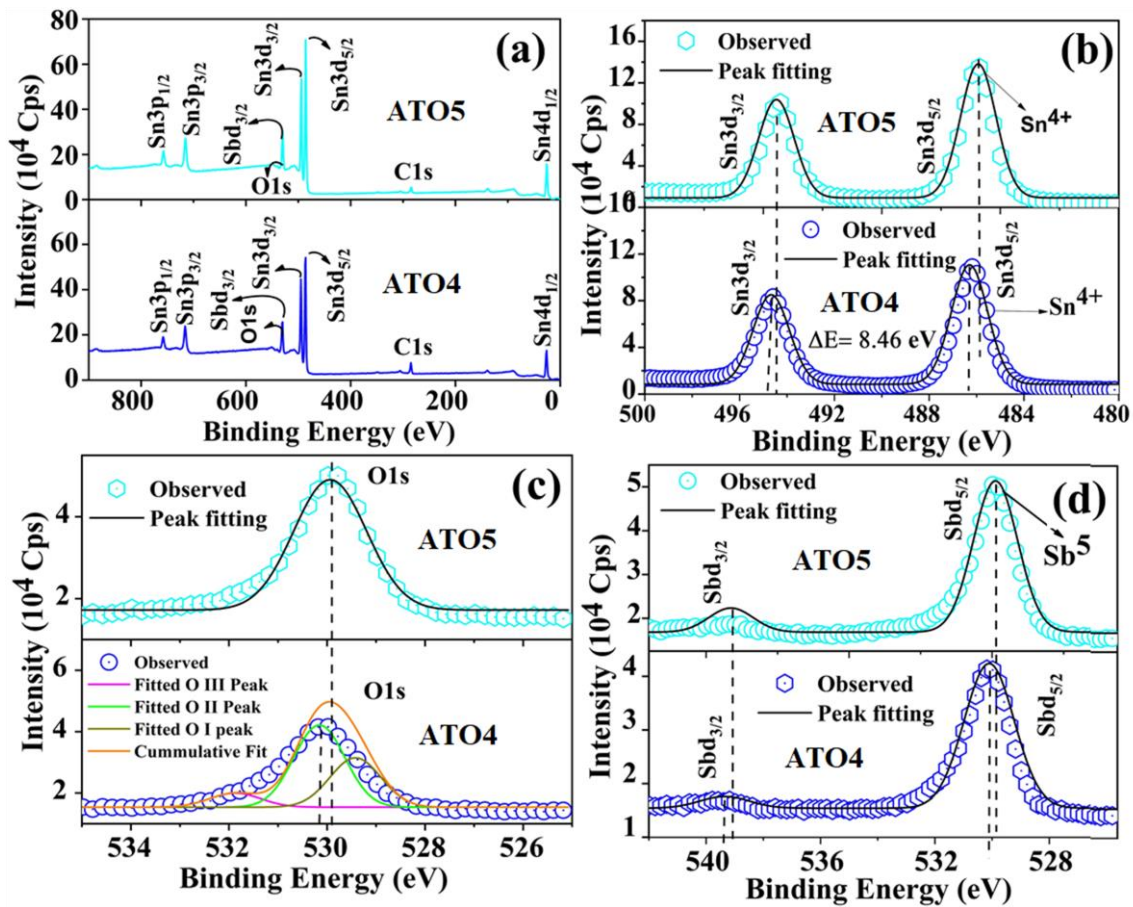 (a)
80
60
40
20
0
Intensity (10⁴ Cps)
Sn3p1/2
Sn3p3/2
Sbd3/2
O1s
Sn3d3/2
Sn3d5/2
ATO5
C1s
Sn4d1/2
60
40
20
0
Sn3p1/2
Sn3p3/2
Sbd3/2
O1s
Sn3d3/2
Sn3d5/2
ATO4
C1s
Sn4d1/2
800 600 400 200 0
Binding Energy (eV)
(b)
16
12
8
4
0
Intensity (10⁴ Cps)
Observed
Peak fitting
Sn3d3/2
ATO5
Sn3d5/2
Sn4+
16
12
8
4
0
Observed
Peak fitting
Sn3d3/2
ATO4
ΔE= 8.46 eV
Sn3d5/2
Sn4+
500 496 492 488 484 480
Binding Energy (eV)
(c)
4
2
Intensity (10⁴ Cps)
Observed
Peak fitting
O1s
ATO5
6
4
2
Observed
Fitted O III Peak
Fitted O II Peak
Fitted O I peak
Cummulative Fit
O1s
ATO4
534 532 530 528 526
Binding Energy (eV)
(d)
5
4
3
2
Intensity (10⁴ Cps)
Observed
Peak fitting
Sbd3/2
ATO5
Sbd5/2
Sb5
4
3
2
1
Observed
Peak fitting
Sbd3/2
ATO4
Sbd5/2
540 536 530 528
Binding Energy (eV)